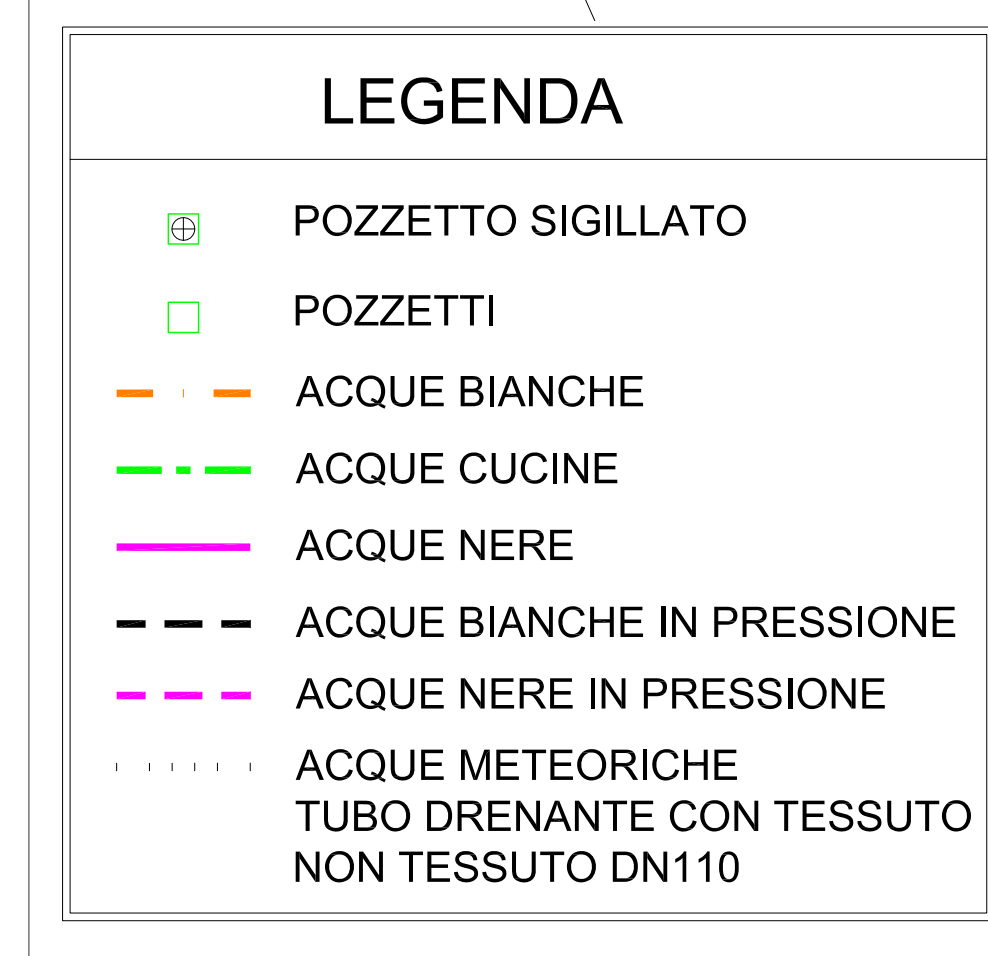 LEGENDA
POZZETTO SIGILLATO
POZZETTI
ACQUE BIANCHE
ACQUE CUCINE
ACQUE NERE
ACQUE BIANCHE IN PRESSIONE
ACQUE NERE IN PRESSIONE
ACQUE METEORICHE
TUBO DRENANTE CON TESSUTO
NON TESSUTO DN110